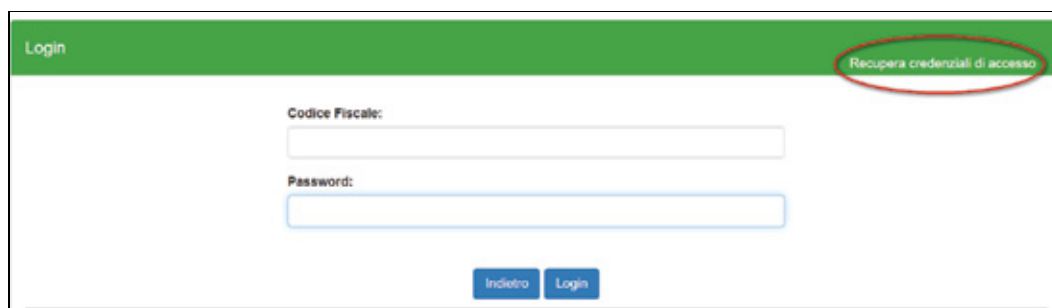 Login
Recupera credenziali di accesso
Codice Fiscale:
Password:
Indietro Login